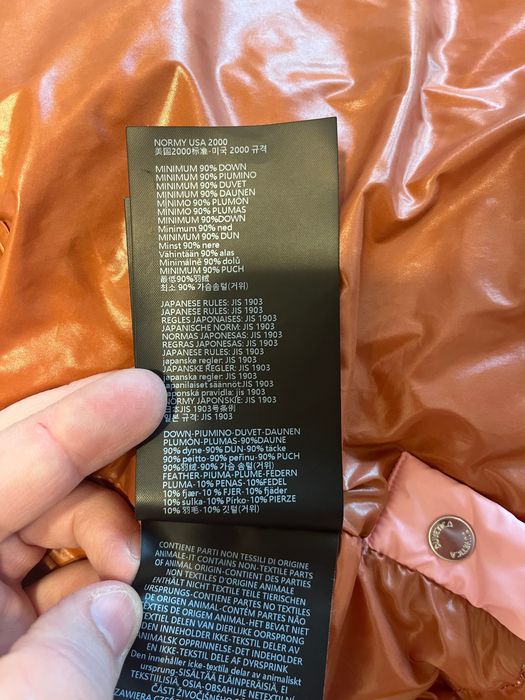 NORMY USA 2000
美国2000标准·미국 2000 규격
MINIMUM 90% DOWN
MINIMUM 90% PIUMINO
MINIMUM 90% DUVET
MINIMUM 90% DAUNEN
MÍNIMO 90% PLUMÓN
MÍNIMO 90% PLUMAS
MINIMUM 90%DOWN
Minimum 90% ned
MINIMUM 90% DUN
Minst 90% nere
Vähintään 90% alas
Minimálně 90% dolů
MINIMUM 90% PUCH
最低90%羽绒
최소 90% 가슴솜털(거위)
JAPANESE RULES: JIS 1903
JAPANESE RULES: JIS 1903
REGLES JAPONAISES: JIS 1903
JAPANISCHE NORM: JIS 1903
NORMAS JAPONESAS: JIS 1903
REGRAS JAPONESAS: JIS 1903
JAPANESE RULES: JIS 1903
japanske regler: JIS 1903
JAPANSKE REGLER: JIS 1903
japanska regler: JIS 1903
japanilaiset säännöt:JIS 1903
japonská pravidla: JIS 1903
NORMY JAPOŃSKIE: JIS 1903
日本JIS 1903号条例
일본 규격: JIS 1903
DOWN-PIUMINO-DUVET-DAUNEN
PLUMÓN-PLUMAS-90%DAUNE
90% dyne-90% DUN-90% täcke
90% peitto-90% peřinu-90% PUCH
90%羽绒-90% 가슴 솜털(거위)
FEATHER-PIUMA-PLUME-FEDERN
PLUMA-10% PENAS-10%FEDEL
10% fjær-10 % FJER-10% fjäder
10% sulka-10% Pírko-10% PIERZE
10% 羽毛-10% 깃털(거위)
CONTIENE PARTI NON TESSILI DI ORIGINE
ANIMALE-IT CONTAINS NON-TEXTILE PARTS
OF ANIMAL ORIGIN-CONTIENT DES PARTIES
NON TEXTILES D'ORIGINE ANIMALE
ENTHÄLT NICHT TEXTILE TEILE TIERISCHEN
URSPRUNGS-CONTIENE PARTES NO TEXTILES
DE ORIGEN ANIMAL-CONTÉM PARTES NÃO
TÊXTEIS DE ORIGEM ANIMAL-HET BEVAT NIET
TEXTIEL DELEN VAN DIERLIJKE OORSPRONG
DEN INNEHOLDER IKKE-TEKSTIL DELER AV
ANIMALSK OPPRINNELSE-DET INDEHOLDER
EN IKKE-TEKSTIL DELE AF DYRSPRINK
Den innehåller icke-textila delar av animaliskt
ursprung-SISÄLTÄÄ ELÄINPERÄISIÄ, EI
TEKSTIILISIÄ, OSIA-OBSAHUJE NETEXTILNÍ
ČÁSTI ŽIVOČIŠNÉHO
ZAWIERA